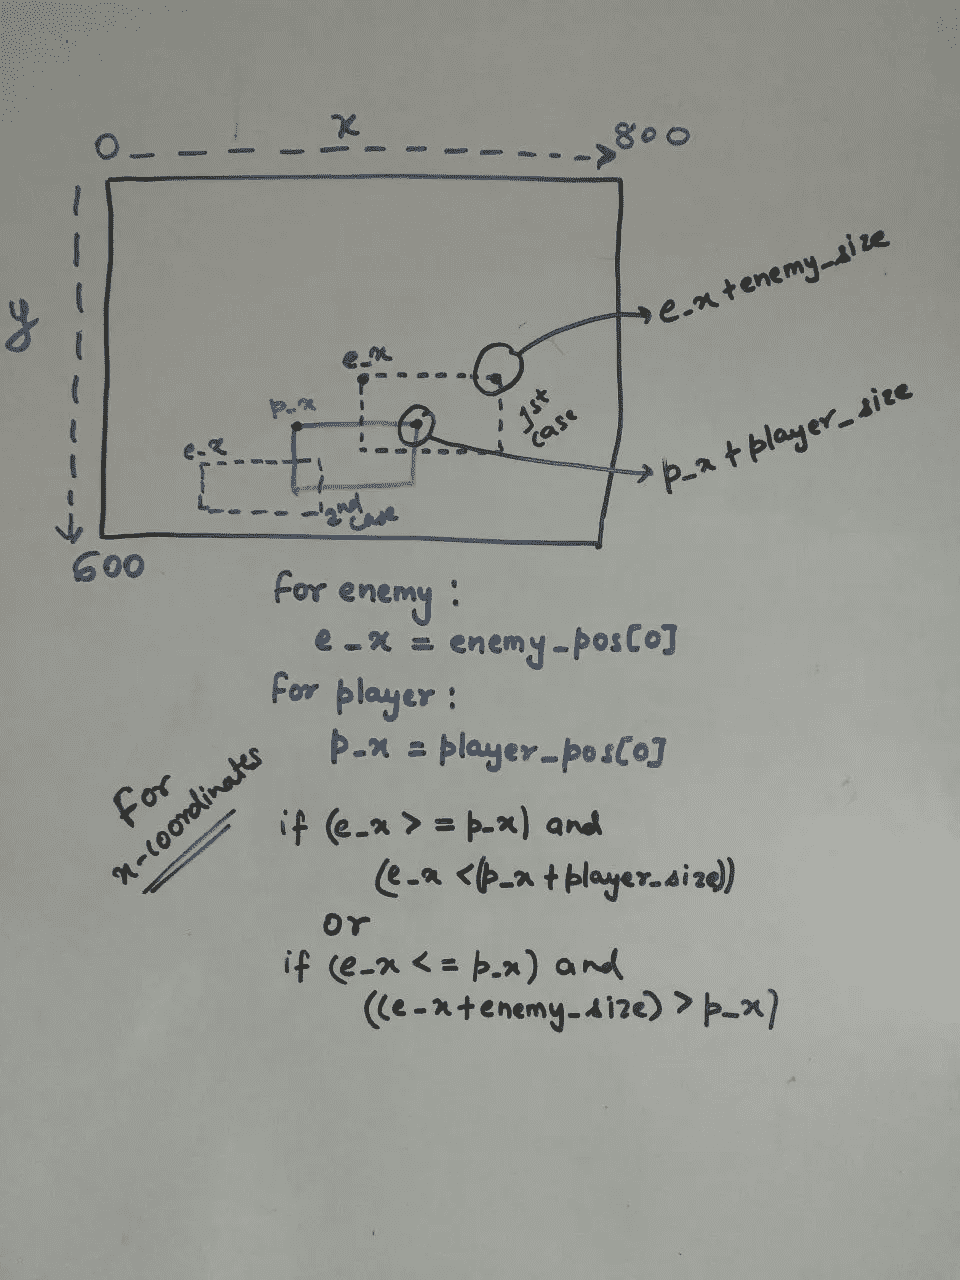 x
0 800
y
e_x+enemy_size
e_x
p_x
1st
case
p_x+player_size
e_x
2nd
case
600
for enemy :
e_x = enemy_pos[0]
for player :
p_x = player_pos[0]
For
x-coordinates
if (e_x >= p_x) and
(e_x <(p_x+player_size))
or
if (e_x <= p_x) and
((e_x+enemy_size) > p_x)